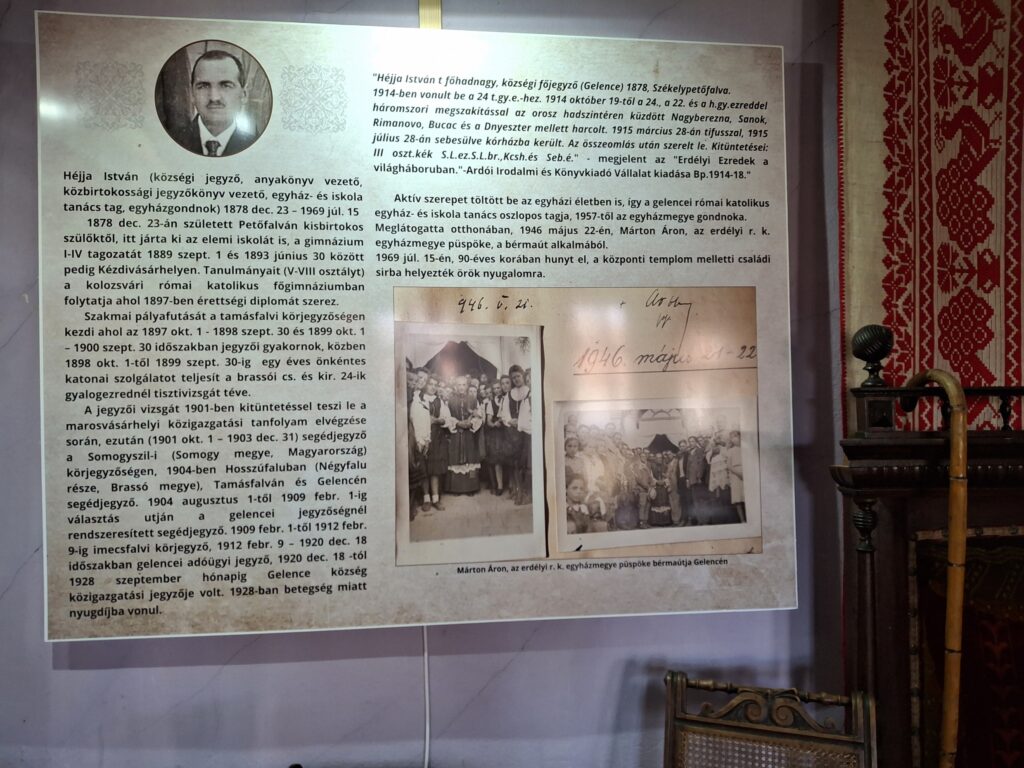 Héjja István (községi jegyző, anyakönyv vezető,
közbirtokossági jegyzőkönyv vezető, egyház- és iskola
tanács tag, egyházgondnok) 1878 dec. 23 – 1969 júl. 15
1878 dec. 23-án született Petőfalván kisbirtokos
szülőktől, itt járta ki az elemi iskolát is, a gimnázium
I-IV tagozatát 1889 szept. 1 és 1893 június 30 között
pedig Kézdivásárhelyen. Tanulmányait (V-VIII osztályt)
a kolozsvári római katolikus főgimnáziumban
folytatja ahol 1897-ben érettségi diplomát szerez.
Szakmai pályafutását a tamásfalvi körjegyzőségen
kezdi ahol az 1897 okt. 1 - 1898 szept. 30 és 1899 okt. 1
– 1900 szept. 30 időszakban jegyzői gyakornok, közben
1898 okt. 1-től 1899 szept. 30-ig egy éves önkéntes
katonai szolgálatot teljesít a brassói cs. és kir. 24-ik
gyalogezrednél tisztivizsgát téve.
A jegyzői vizsgát 1901-ben kitüntetéssel teszi le a
marosvásárhelyi közigazgatási tanfolyam elvégzése
során, ezután (1901 okt. 1 – 1903 dec. 31) segédjegyző
a Somogyszil-i (Somogy megye, Magyarország)
körjegyzőségen, 1904-ben Hosszúfaluban (Négyfalu
része, Brassó megye), Tamásfalván és Gelencén
segédjegyző. 1904 augusztus 1-től 1909 febr. 1-ig
választás utján a gelencei jegyzőségnél
rendszeresített segédjegyző. 1909 febr. 1-től 1912 febr.
9-ig imecsfalvi körjegyző, 1912 febr. 9 – 1920 dec. 18
időszakban gelencei adóügyi jegyző, 1920 dec. 18 -tól
1928 szeptember hónapig Gelence község
közigazgatási jegyzője volt. 1928-ban betegség miatt
nyugdíjba vonul.
"Héjja István t főhadnagy, községi főjegyző (Gelence) 1878, Székelypetőfalva.
1914-ben vonult be a 24 t.gy.e.-hez. 1914 október 19-től a 24., a 22. és a h.gy.ezreddel
háromszori megszakítással az orosz hadszintéren küzdött Nagyberezna, Sanok,
Rimanovo, Bucac és a Dnyeszter mellett harcolt. 1915 március 28-án tifusszal, 1915
július 28-án sebesülve kórházba került. Az összeomlás után szerelt le. Kitüntetései:
III oszt.kék S.L.ez.S.L.br.,Kcsh.és Seb.é." - megjelent az "Erdélyi Ezredek a
világháboruban."-Ardói Irodalmi és Könyvkiadó Vállalat kiadása Bp.1914-18."
Aktív szerepet töltött be az egyházi életben is, így a gelencei római katolikus
egyház- és iskola tanács oszlopos tagja, 1957-től az egyházmegye gondnoka.
Meglátogatta otthonában, 1946 május 22-én, Márton Áron, az erdélyi r. k.
egyházmegye püspöke, a bérmaút alkalmából.
1969 júl. 15-én, 90-éves korában hunyt el, a központi templom melletti családi
sirba helyezték örök nyugalomra.
946. V. 21.
1946. május 21-22
Márton Áron, az erdélyi r. k. egyházmegye püspöke bérmaútja Gelencén